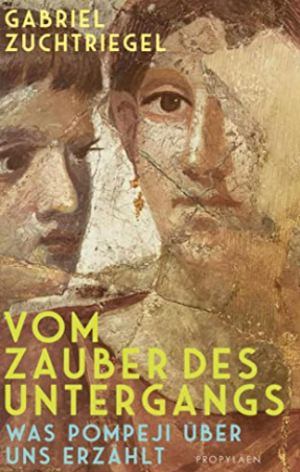 GABRIEL
ZUCHTRIEGEL
VOM
ZAUBER DES
UNTERGANGS
WAS POMPEJI ÜBER
UNS ERZÄHLT
PROPYLÄEN